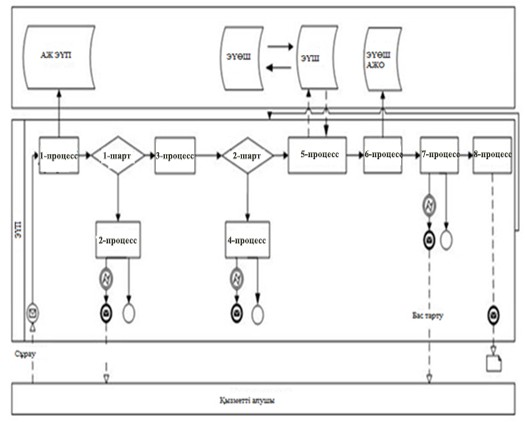 АЖ ЭҮП
ЭҮӨШ
ЭҮШ
ЭҮӨШ
АЖО
ЭҮП
1-процесс
1-шарт
3-процесс
2-шарт
5-процесс
6-процесс
7-процесс
8-процесс
2-процесс
4-процесс
Бас тарту
Сұрау
Қызметті алушы